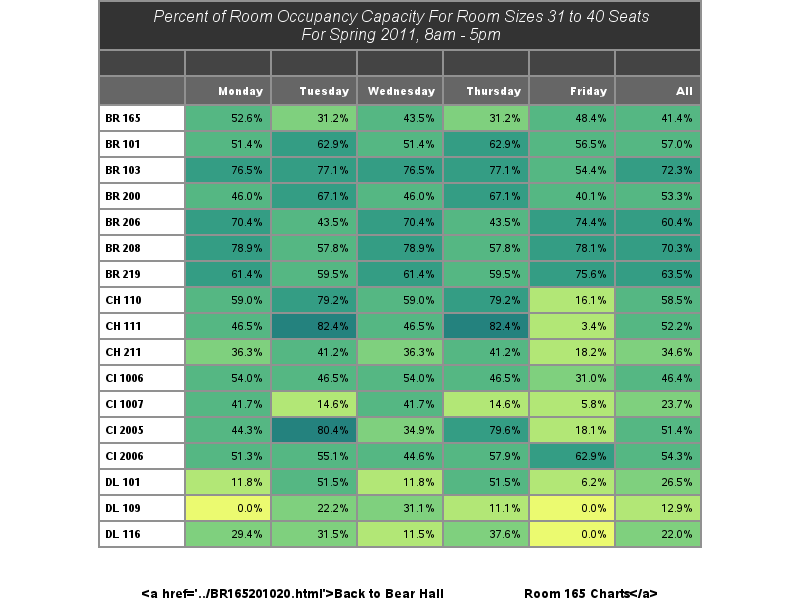 Percent of Room Occupancy Capacity For Room Sizes 31 to 40 Seats
For Spring 2011, 8am - 5pm
Monday Tuesday Wednesday Thursday Friday All
BR 165 52.6% 31.2% 43.5% 31.2% 48.4% 41.4%
BR 101 51.4% 62.9% 51.4% 62.9% 56.5% 57.0%
BR 103 76.5% 77.1% 76.5% 77.1% 54.4% 72.3%
BR 200 46.0% 67.1% 46.0% 67.1% 40.1% 53.3%
BR 206 70.4% 43.5% 70.4% 43.5% 74.4% 60.4%
BR 208 78.9% 57.8% 78.9% 57.8% 78.1% 70.3%
BR 219 61.4% 59.5% 61.4% 59.5% 75.6% 63.5%
CH 110 59.0% 79.2% 59.0% 79.2% 16.1% 58.5%
CH 111 46.5% 82.4% 46.5% 82.4% 3.4% 52.2%
CH 211 36.3% 41.2% 36.3% 41.2% 18.2% 34.6%
CI 1006 54.0% 46.5% 54.0% 46.5% 31.0% 46.4%
CI 1007 41.7% 14.6% 41.7% 14.6% 5.8% 23.7%
CI 2005 44.3% 80.4% 34.9% 79.6% 18.1% 51.4%
CI 2006 51.3% 55.1% 44.6% 57.9% 62.9% 54.3%
DL 101 11.8% 51.5% 11.8% 51.5% 6.2% 26.5%
DL 109 0.0% 22.2% 31.1% 11.1% 0.0% 12.9%
DL 116 29.4% 31.5% 11.5% 37.6% 0.0% 22.0%
<a href='../BR165201020.html'>Back to Bear Hall Room 165 Charts</a>